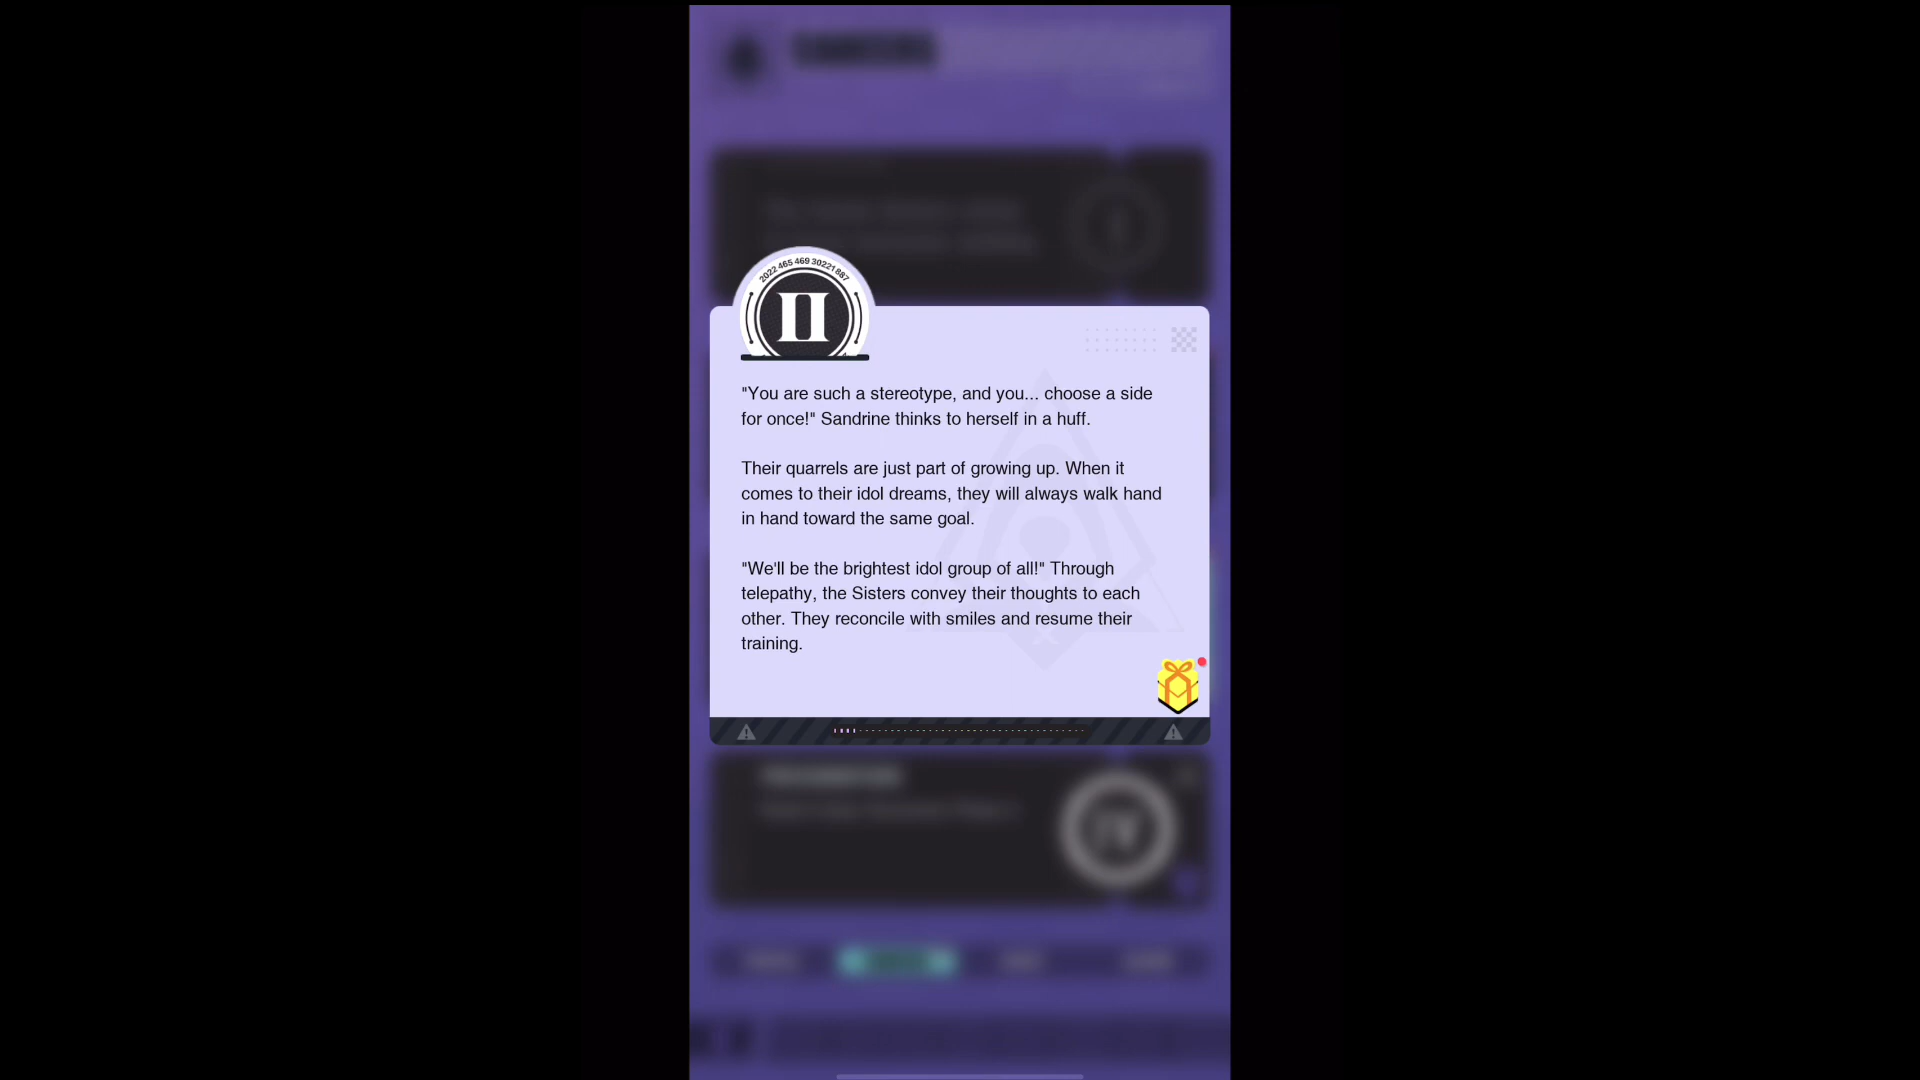 2022 465 469 30221 887
II
"You are such a stereotype, and you... choose a side
for once!" Sandrine thinks to herself in a huff.
Their quarrels are just part of growing up. When it
comes to their idol dreams, they will always walk hand
in hand toward the same goal.
"We'll be the brightest idol group of all!" Through
telepathy, the Sisters convey their thoughts to each
other. They reconcile with smiles and resume their
training.
IV